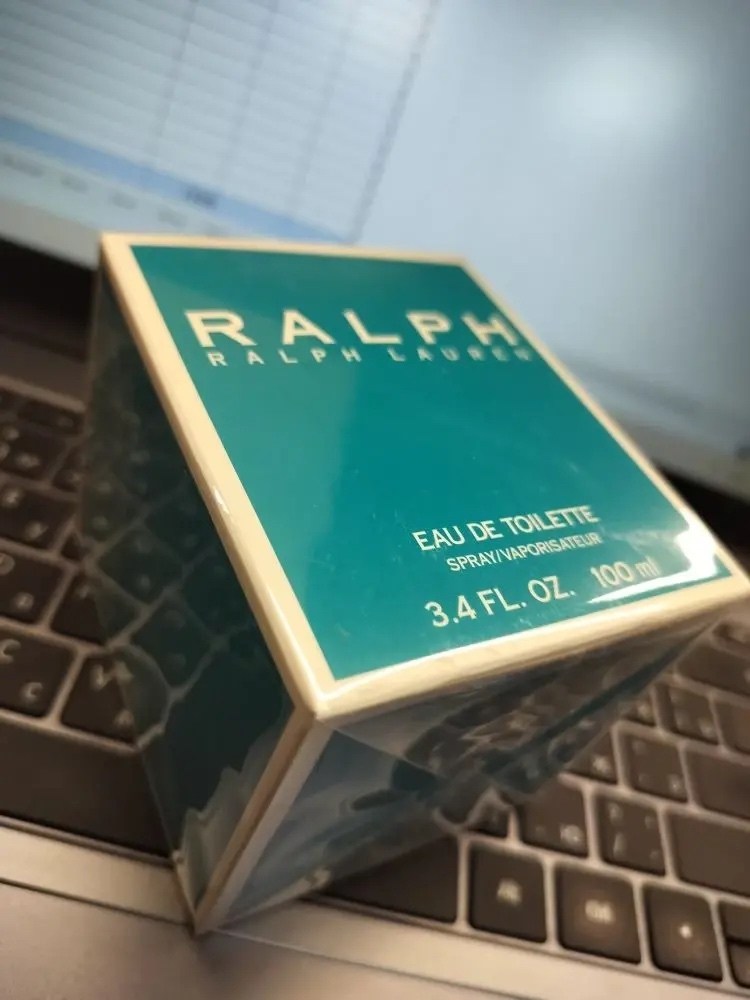 RALPH
RALPH LAUREN
EAU DE TOILETTE
SPRAY/VAPORISATEUR
3.4 FL. OZ. 100 ml